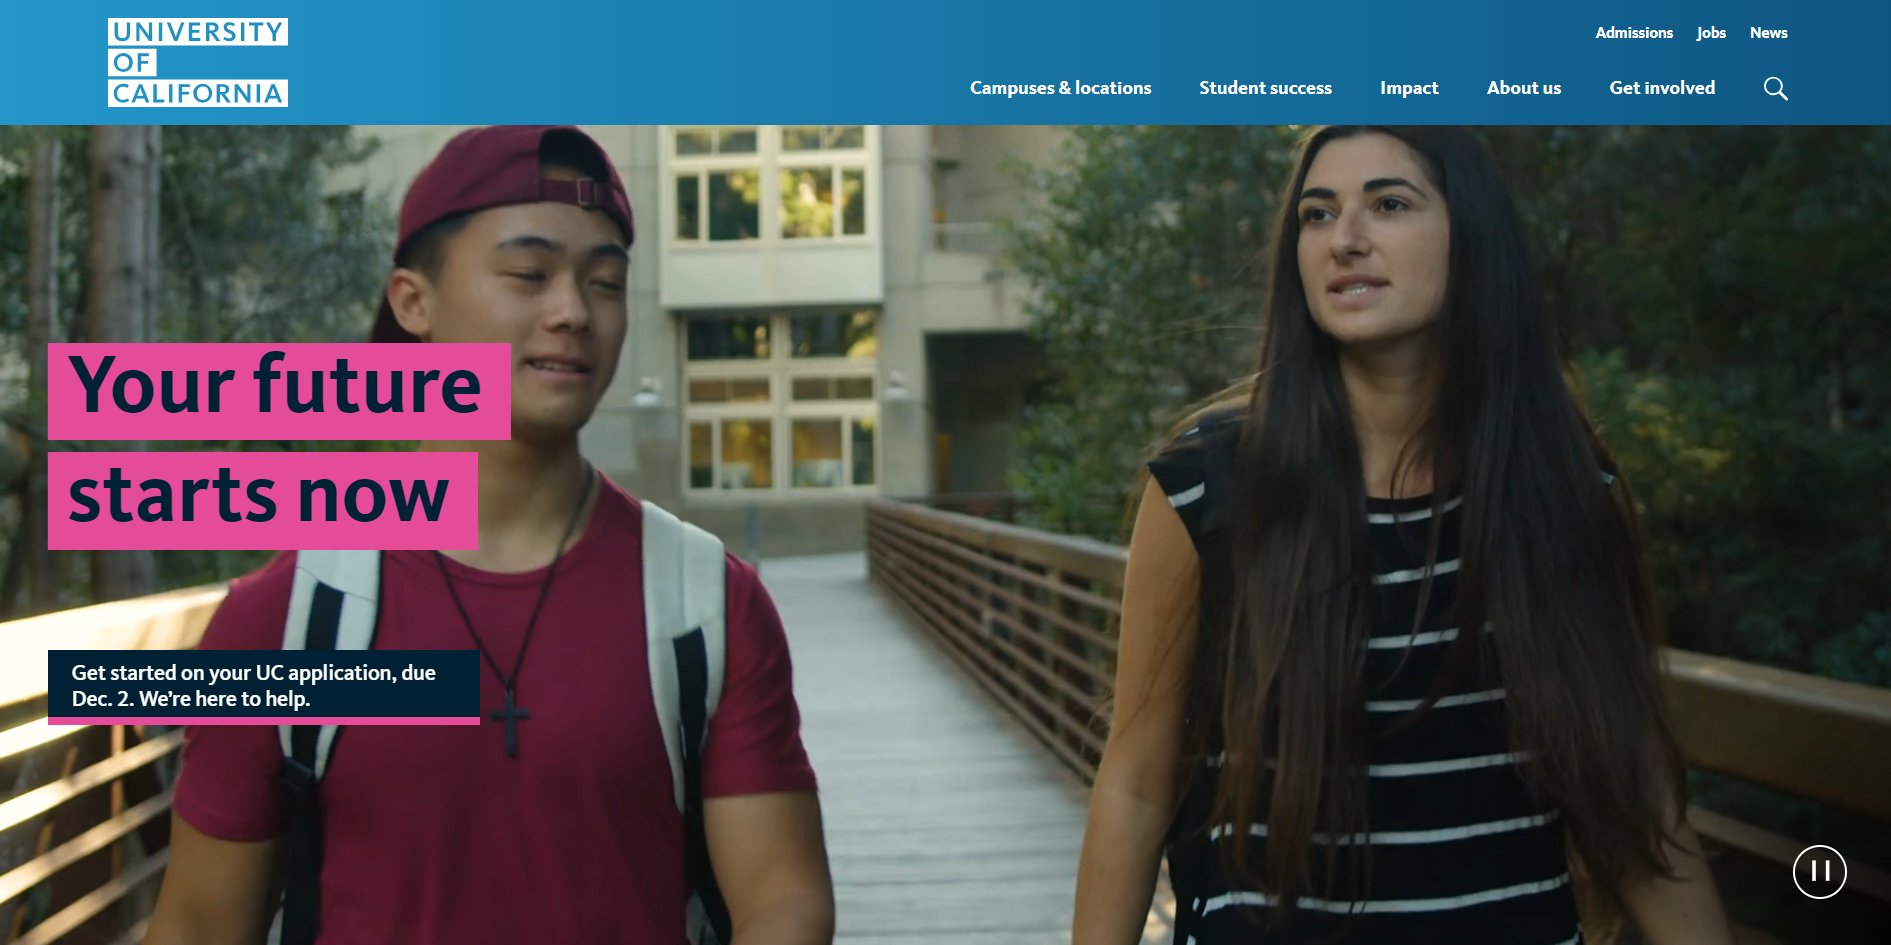 UNIVERSITY
OF
CALIFORNIA
Admissions Jobs News
Campuses & locations Student success Impact About us Get involved
Your future
starts now
Get started on your UC application, due
Dec. 2. We’re here to help.